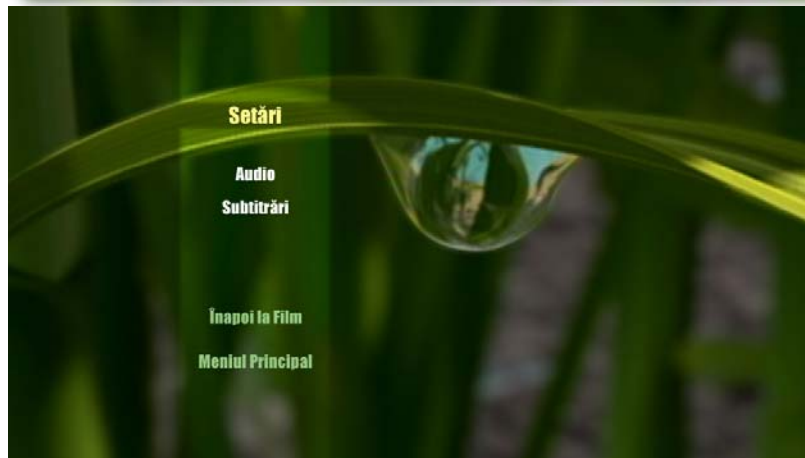 Setări
Audio
Subtitrări
Înapoi la Film
Meniul Principal